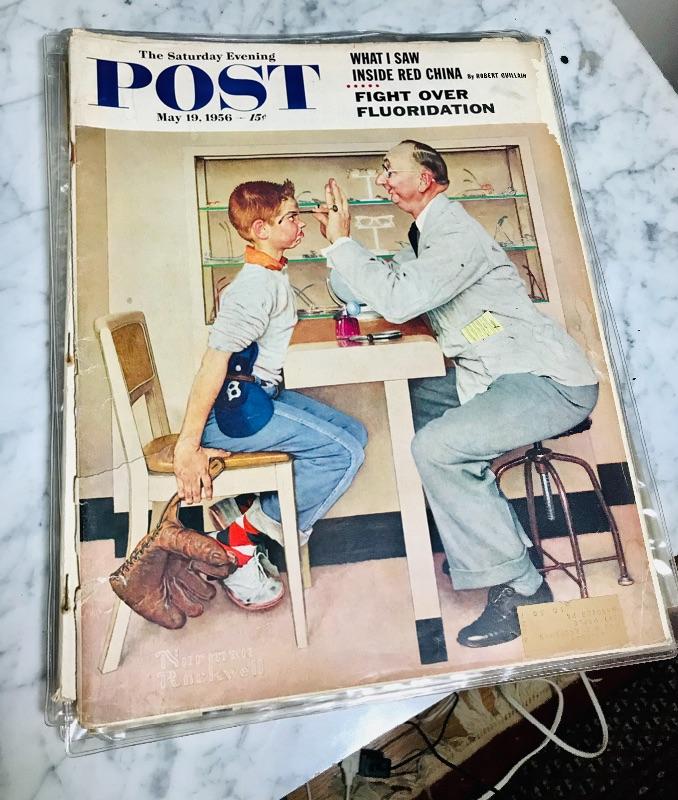 The Saturday Evening
POST
May 19, 1956 – 15¢
WHAT I SAW
INSIDE RED CHINA By ROBERT GUILLAIN
FIGHT OVER
FLUORIDATION
B
Norman
Rockwell